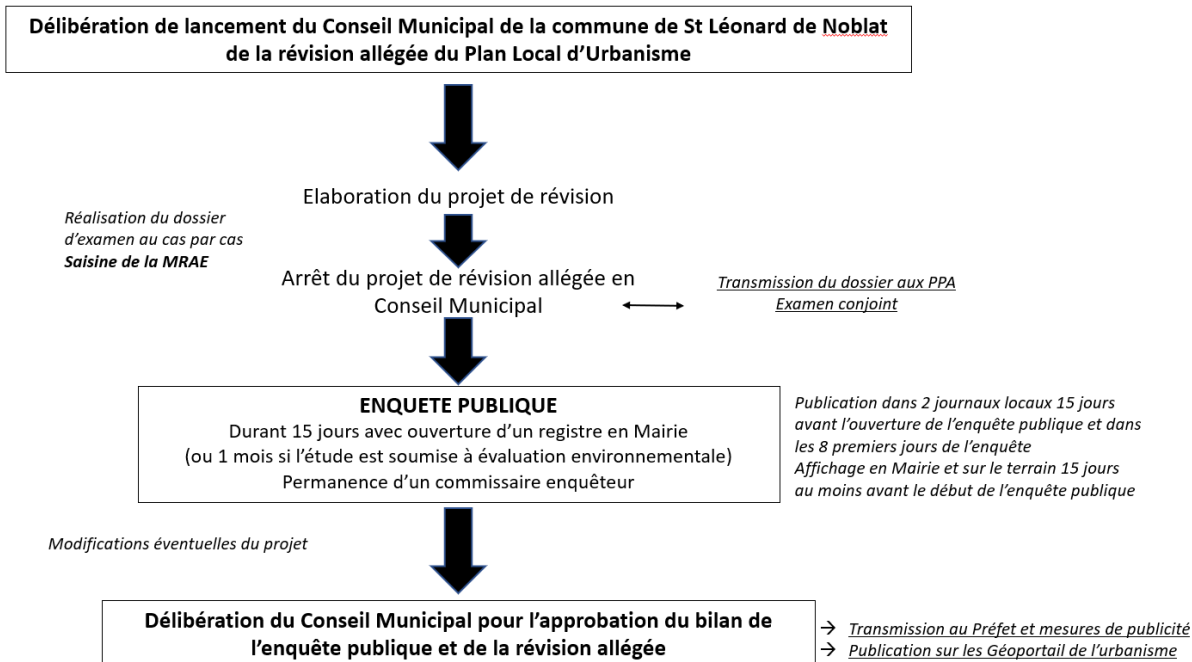 Délibération de lancement du Conseil Municipal de la commune de St Léonard de Noblat
de la révision allégée du Plan Local d’Urbanisme
Elaboration du projet de révision
Réalisation du dossier
d’examen au cas par cas
Saisine de la MRAE
Arrêt du projet de révision allégée en
Conseil Municipal
Transmission du dossier aux PPA
Examen conjoint
ENQUETE PUBLIQUE
Durant 15 jours avec ouverture d’un registre en Mairie
(ou 1 mois si l’étude est soumise à évaluation environnementale)
Permanence d’un commissaire enquêteur
Publication dans 2 journaux locaux 15 jours
avant l’ouverture de l’enquête publique et dans
les 8 premiers jours de l’enquête
Affichage en Mairie et sur le terrain 15 jours
au moins avant le début de l’enquête publique
Modifications éventuelles du projet
Délibération du Conseil Municipal pour l’approbation du bilan de
l’enquête publique et de la révision allégée
→ Transmission au Préfet et mesures de publicité
→ Publication sur les Géoportail de l’urbanisme